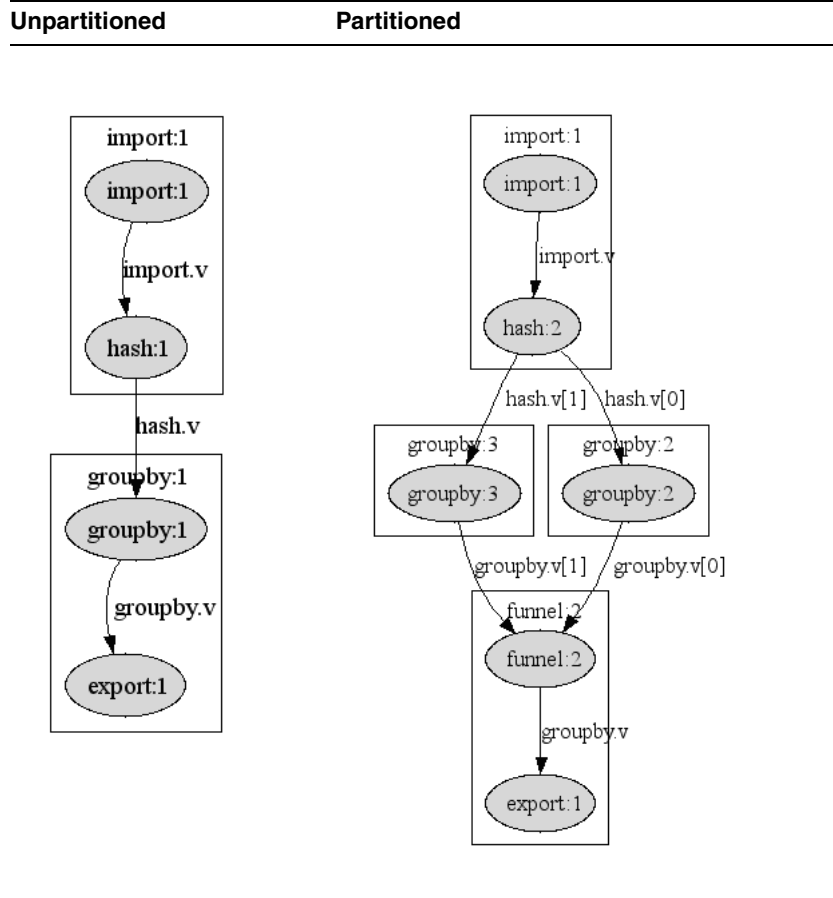 Unpartitioned
Partitioned
import:1
import:1
import.v
hash:1
hash.v
groupby:1
groupby:1
groupby.v
export:1
import:1
import:1
import.v
hash:2
hash.v[1]
hash.v[0]
groupby:3
groupby:2
groupby:3
groupby:2
groupby.v[1]
groupby.v[0]
funnel:2
funnel:2
groupby.v
export:1